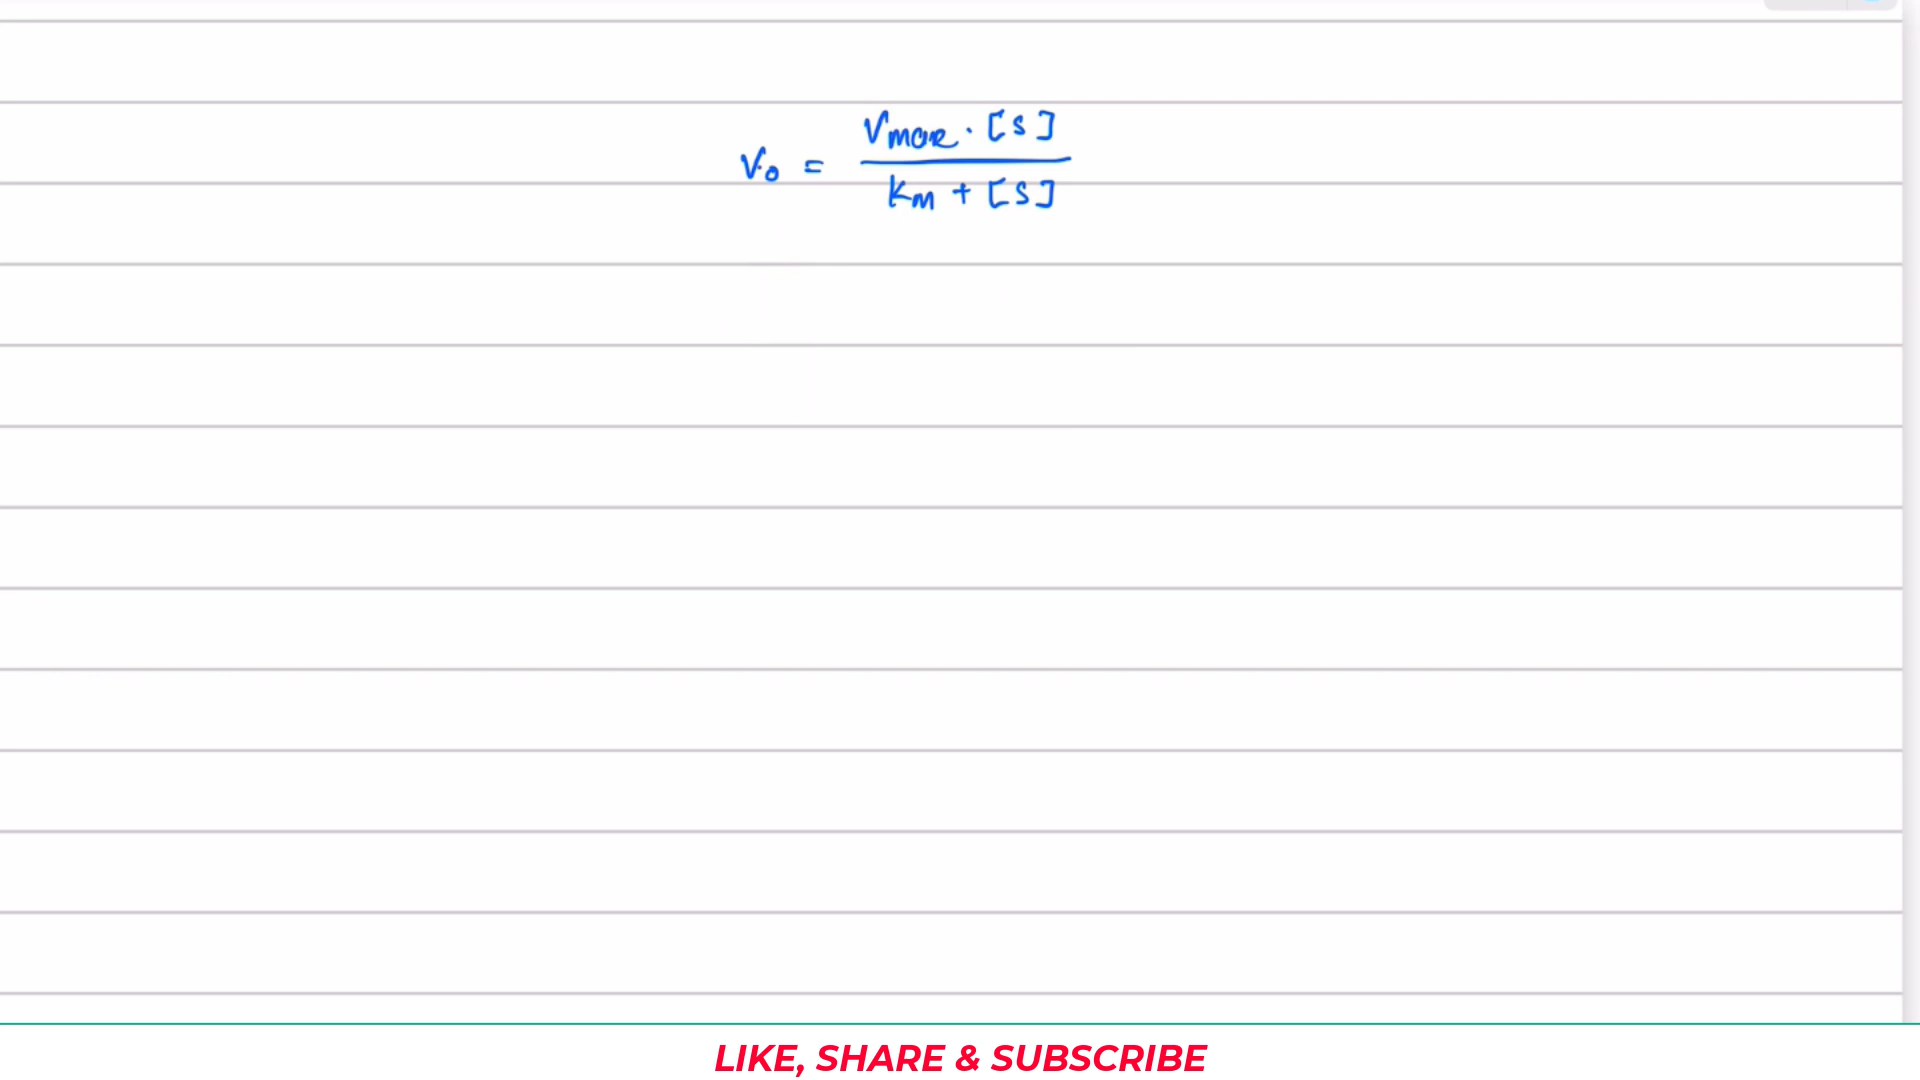 V₀ = Vmax · [S]
Km + [S]
LIKE, SHARE & SUBSCRIBE